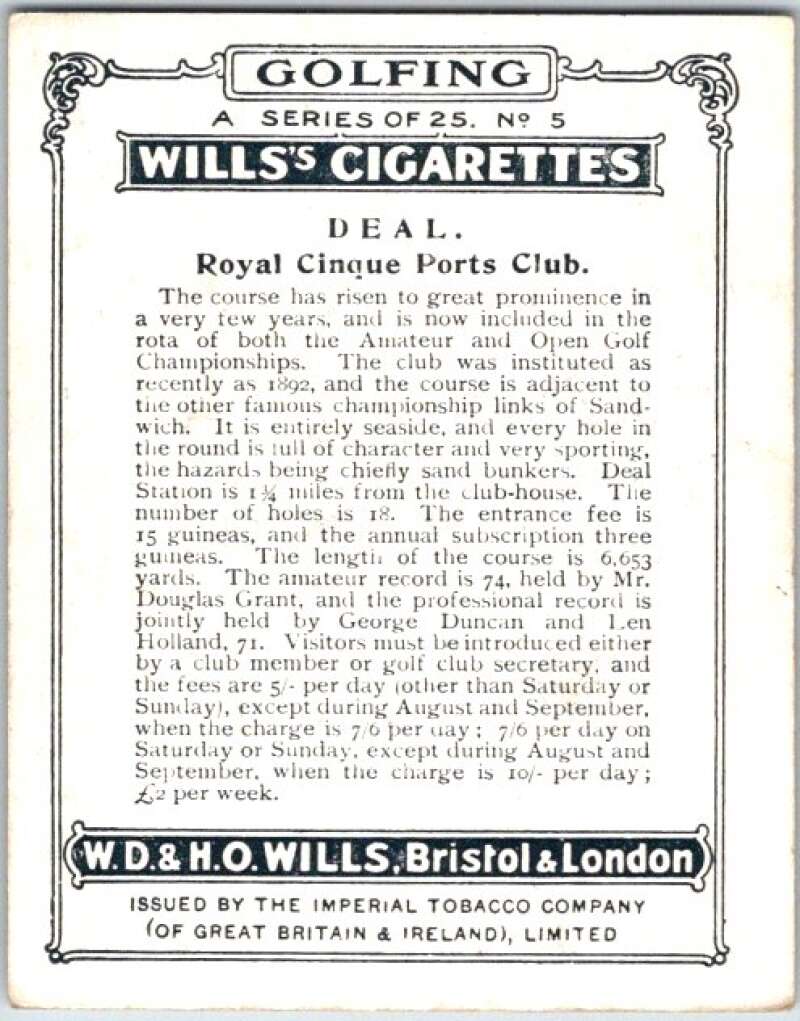 GOLFING
A SERIES OF 25. Nº 5
WILLS'S CIGARETTES
DEAL.
Royal Cinque Ports Club.
The course has risen to great prominence in
a very few years, and is now included in the
rota of both the Amateur and Open Golf
Championships. The club was instituted as
recently as 1892, and the course is adjacent to
the other famous championship links of Sand-
wich. It is entirely seaside, and every hole in
the round is full of character and very sporting,
the hazards being chiefly sand bunkers. Deal
Station is 1¾ miles from the club-house. The
number of holes is 18. The entrance fee is
15 guineas, and the annual subscription three
guineas. The length of the course is 6,653
yards. The amateur record is 74, held by Mr.
Douglas Grant, and the professional record is
jointly held by George Duncan and Len
Holland, 71. Visitors must be introduced either
by a club member or golf club secretary, and
the fees are 5/- per day (other than Saturday or
Sunday), except during August and September,
when the charge is 7/6 per day; 7/6 per day on
Saturday or Sunday, except during August and
September, when the charge is 10/- per day;
£2 per week.
W.D. & H.O. WILLS, Bristol & London
ISSUED BY THE IMPERIAL TOBACCO COMPANY
(OF GREAT BRITAIN & IRELAND), LIMITED